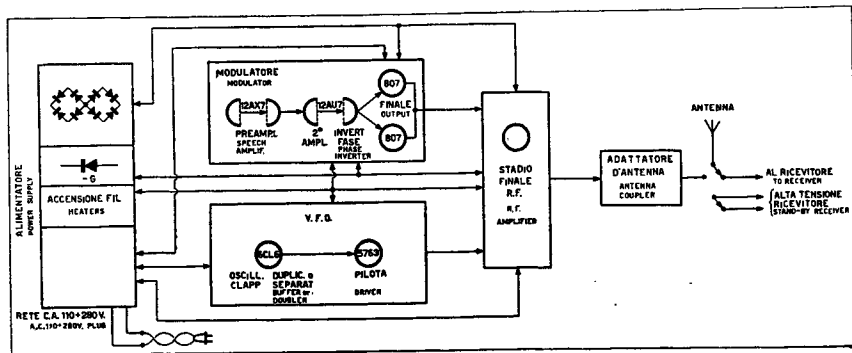 ALIMENTATORE
POWER SUPPLY
-G
ACCENSIONE FIL
HEATERS
RETE C.A. 110÷280V.
A.C. 110÷280V. PLUG
MODULATORE
MODULATOR
12AX7
12AU7
807
807
FINALE
OUTPUT
PREAMPL.
SPEECH
AMPLIF.
2°
AMPL.
INVERT
FASE
PHASE
INVERTER
V.F.O.
6CL6
5763
OSCILL.
CLAPP
DUPLIC. o
SEPARAT
BUFFER or
DOUBLER
PILOTA
DRIVER
STADIO
FINALE
R.F.
R.F.
AMPLIFIER
ADATTATORE
D'ANTENNA
ANTENNA
COUPLER
ANTENNA
AL RICEVITORE
TO RECEIVER
ALTA TENSIONE
RICEVITORE
STAND-BY RECEIVER